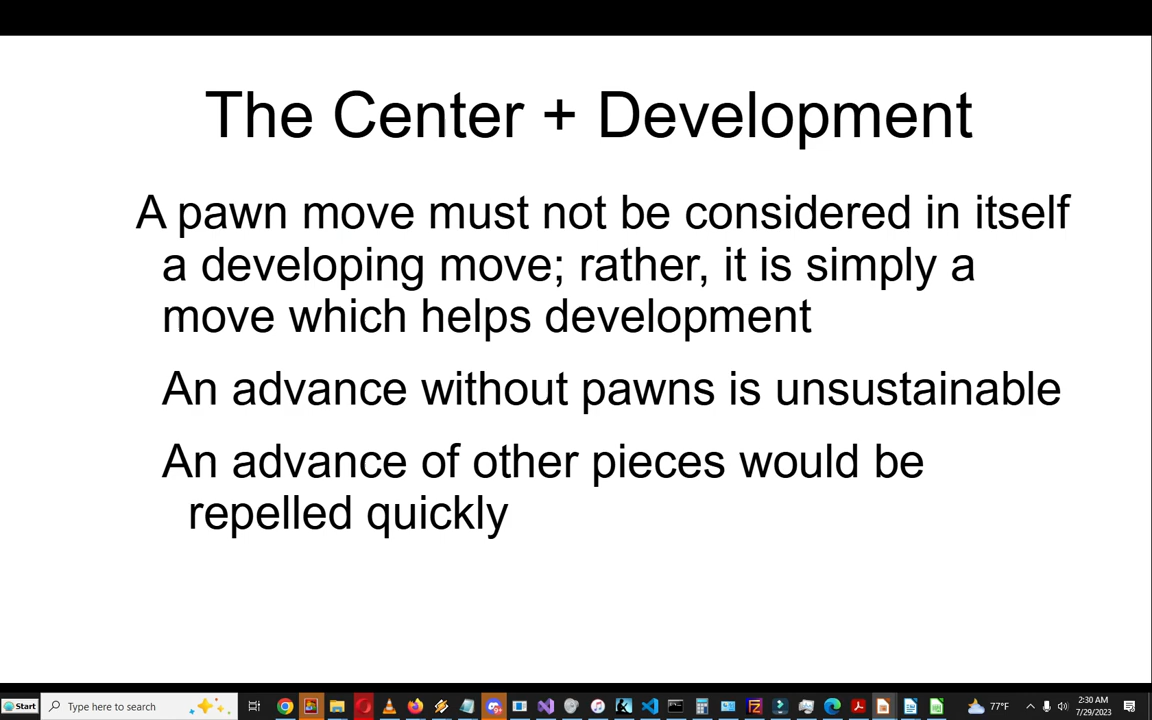 The Center + Development
A pawn move must not be considered in itself
a developing move; rather, it is simply a
move which helps development
An advance without pawns is unsustainable
An advance of other pieces would be
repelled quickly
Start
Type here to search
77°F
2:30 AM
7/29/2023